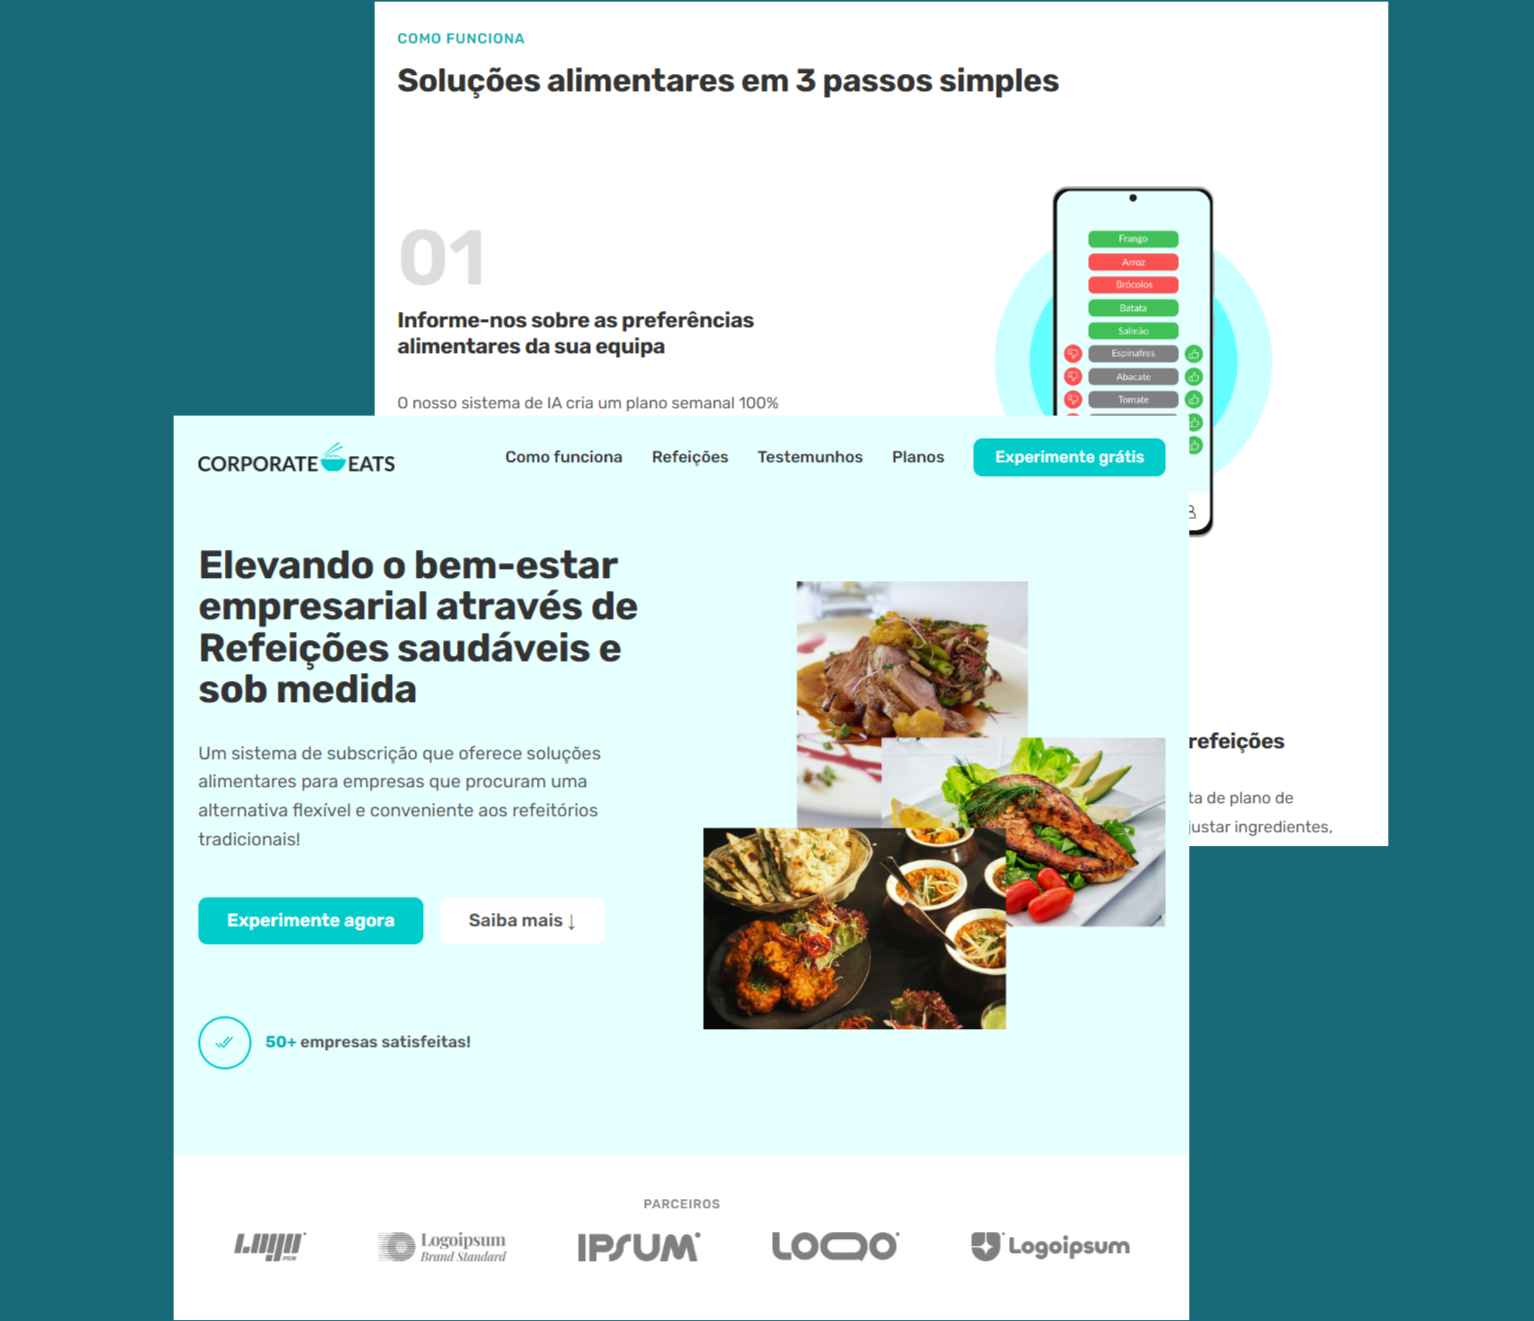 COMO FUNCIONA
Soluções alimentares em 3 passos simples
01
Informe-nos sobre as preferências
alimentares da sua equipa
O nosso sistema de IA cria um plano semanal 100%
Frango
Arroz
Brócolos
Batata
Salmão
Espinafres
Abacate
Tomate
refeições
ta de plano de
justar ingredientes,
CORPORATE EATS
Como funciona
Refeições
Testemunhos
Planos
Experimente grátis
Elevando o bem-estar
empresarial através de
Refeições saudáveis e
sob medida
Um sistema de subscrição que oferece soluções
alimentares para empresas que procuram uma
alternativa flexível e conveniente aos refeitórios
tradicionais!
Experimente agora
Saiba mais ↓
50+ empresas satisfeitas!
PARCEIROS
Logoipsum
Brand Standard
IPSUM
LOQO
Logoipsum